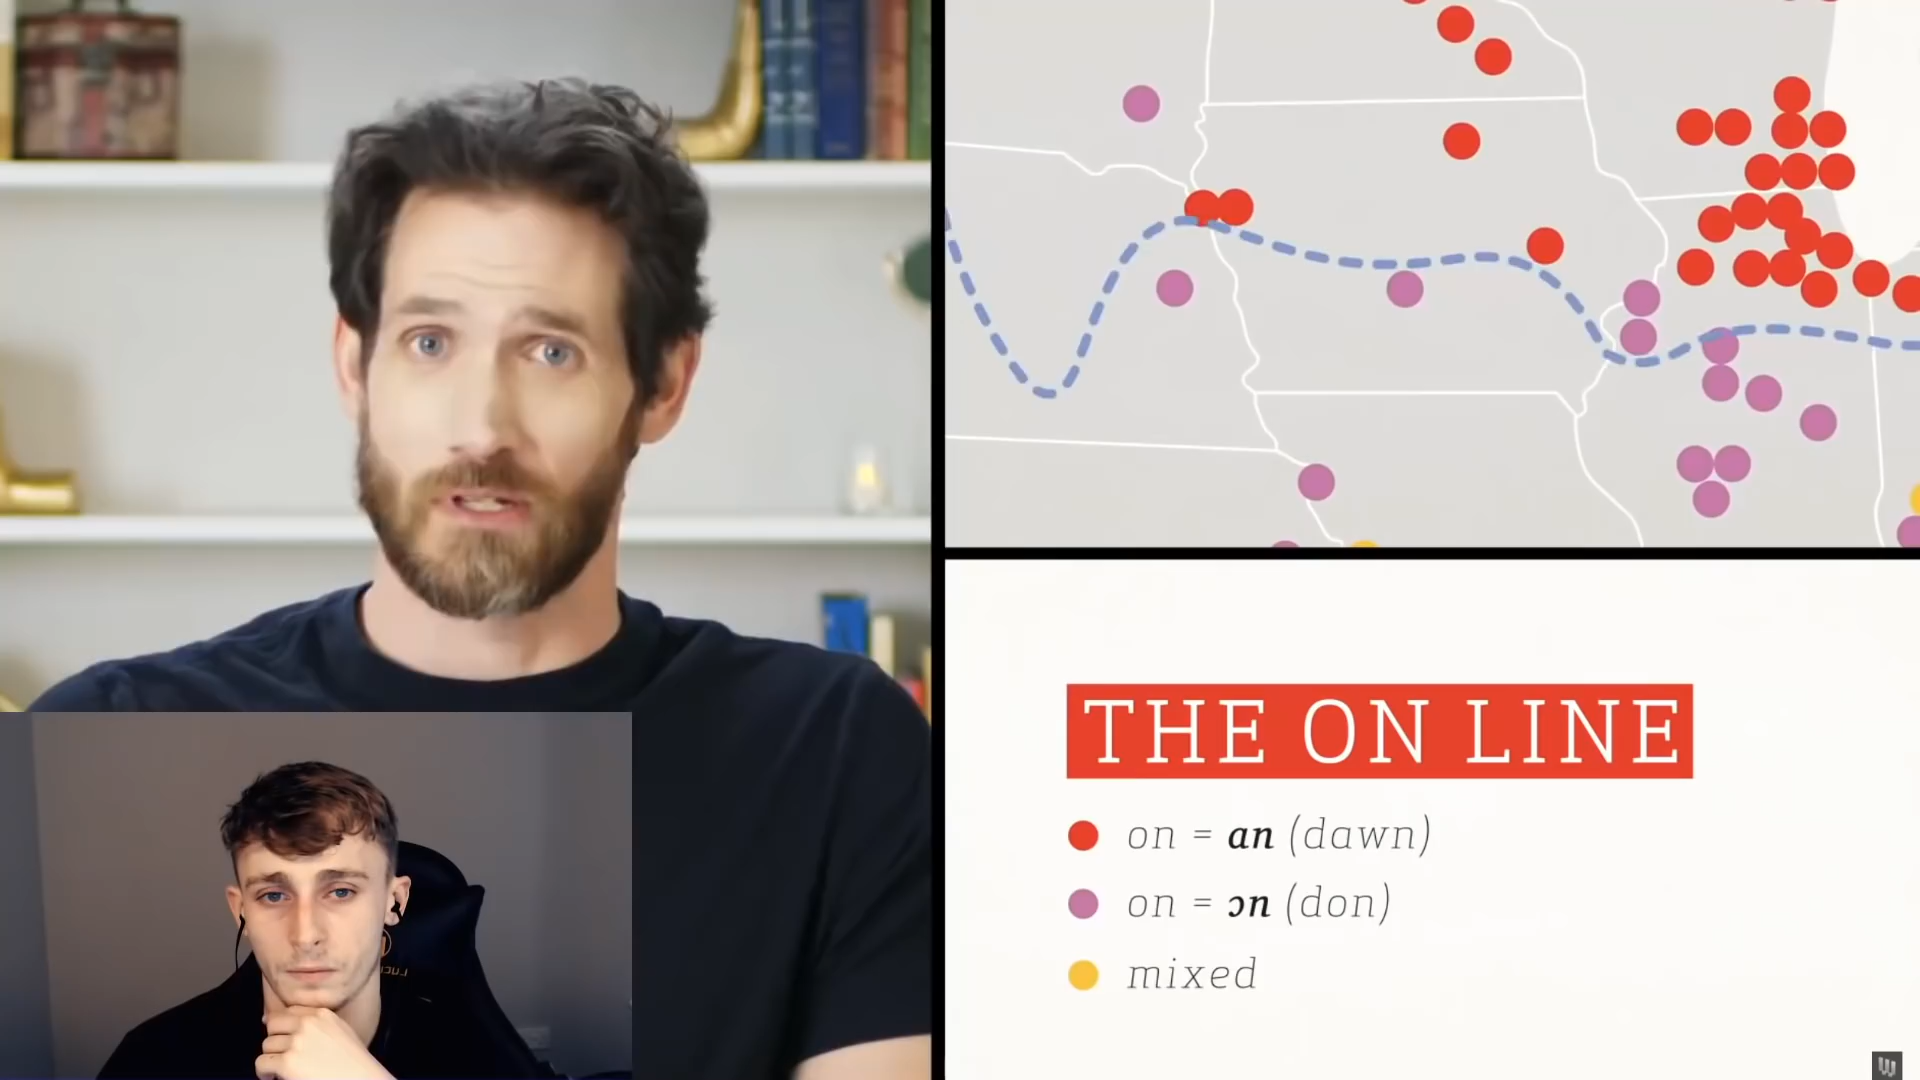 THE ON LINE
on = an (dawn)
on = ɔn (don)
mixed
W